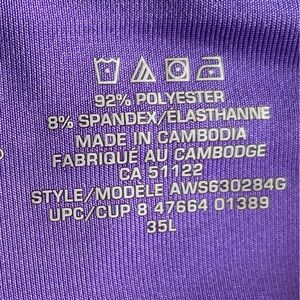 92% POLYESTER
8% SPANDEX/ELASTHANNE
MADE IN CAMBODIA
FABRIQUÉ AU CAMBODGE
CA 51122
STYLE/MODÈLE AWS630284G
UPC/CUP 8 47664 01389
35L